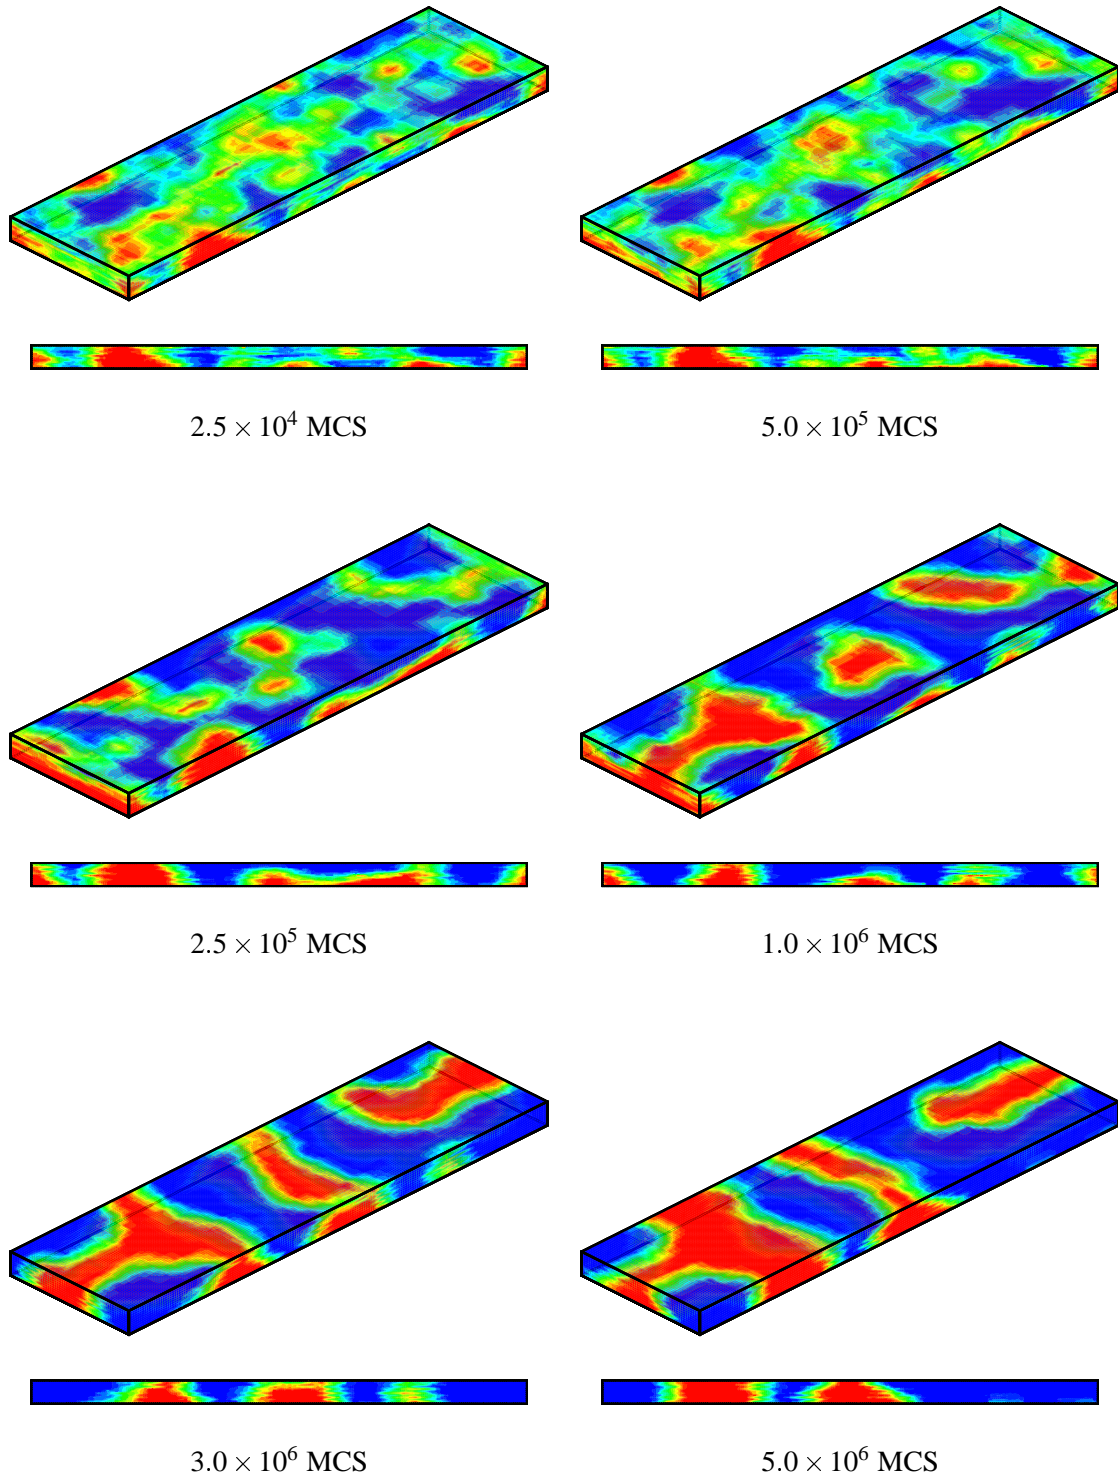 2.5 × 10⁴ MCS
5.0 × 10⁵ MCS
2.5 × 10⁵ MCS
1.0 × 10⁶ MCS
3.0 × 10⁶ MCS
5.0 × 10⁶ MCS